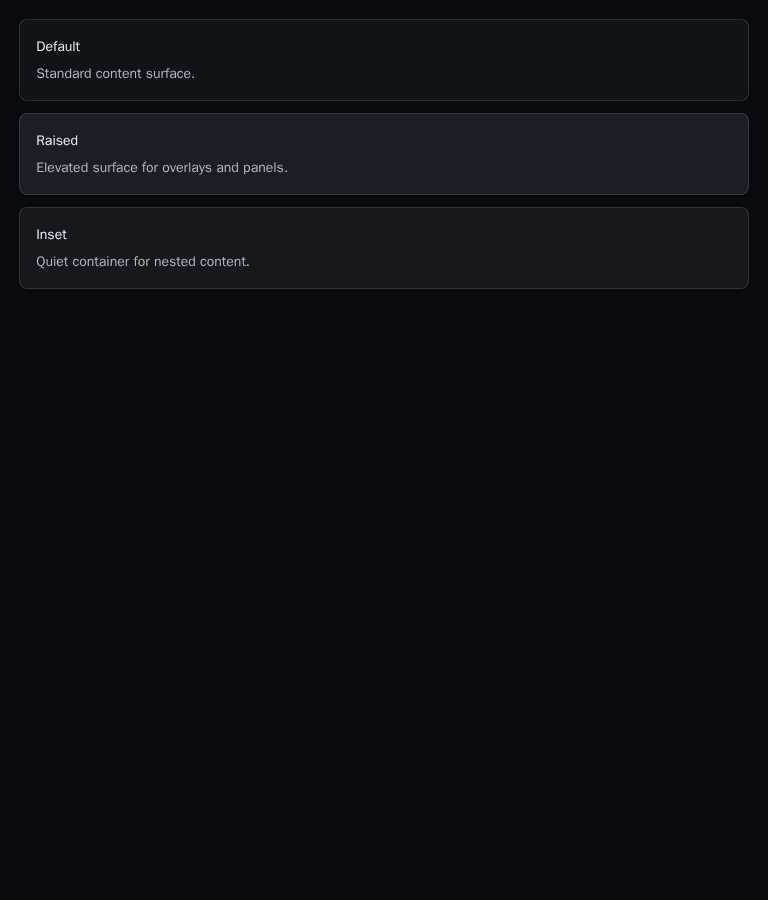 Default
Standard content surface.
Raised
Elevated surface for overlays and panels.
Inset
Quiet container for nested content.